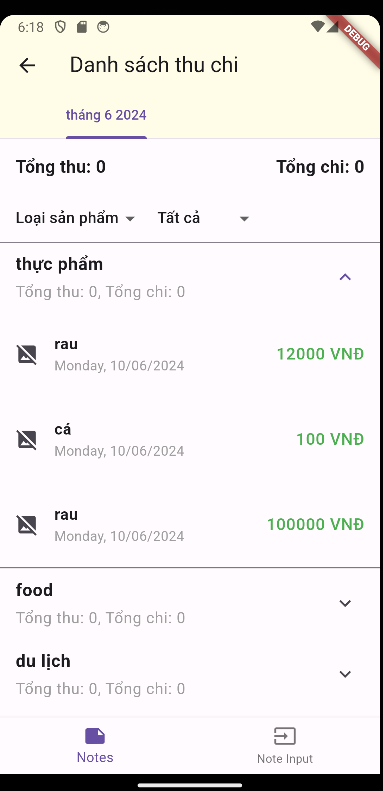 6:18
DEBUG
Danh sách thu chi
tháng 6 2024
Tổng thu: 0 Tổng chi: 0
Loại sản phẩm Tất cả
thực phẩm
Tổng thu: 0, Tổng chi: 0
rau
Monday, 10/06/2024
12000 VNĐ
cá
Monday, 10/06/2024
100 VNĐ
rau
Monday, 10/06/2024
100000 VNĐ
food
Tổng thu: 0, Tổng chi: 0
du lịch
Tổng thu: 0, Tổng chi: 0
Notes Note Input